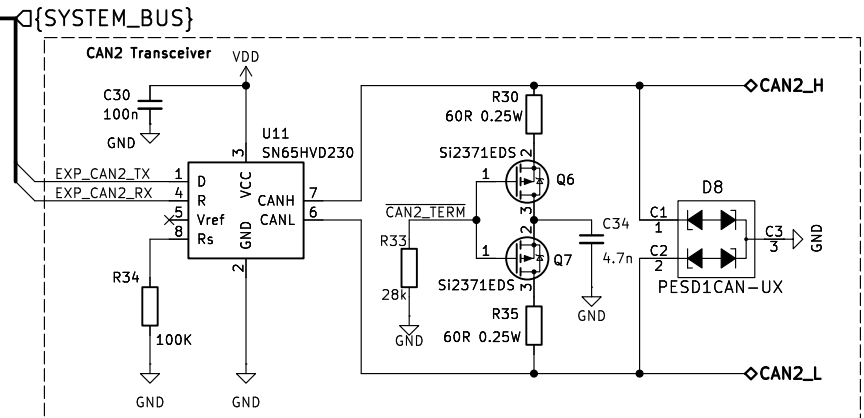 {SYSTEM_BUS}
CAN2 Transceiver
VDD
C30
100n
GND
U11
SN65HVD230
EXP_CAN2_TX
EXP_CAN2_RX
1 D
4 R
5 Vref
8 Rs
3
VCC
CANH 7
CANL 6
GND
2
R34
100K
GND
GND
R30
60R 0.25W
2
Si2371EDS
Q6
1
3
CAN2_TERM
R33
28k
GND
2
1
Q7
Si2371EDS
3
C34
4.7n
GND
R35
60R 0.25W
CAN2_H
D8
C1
1
C2
2
C3
3
GND
PESD1CAN-UX
CAN2_L